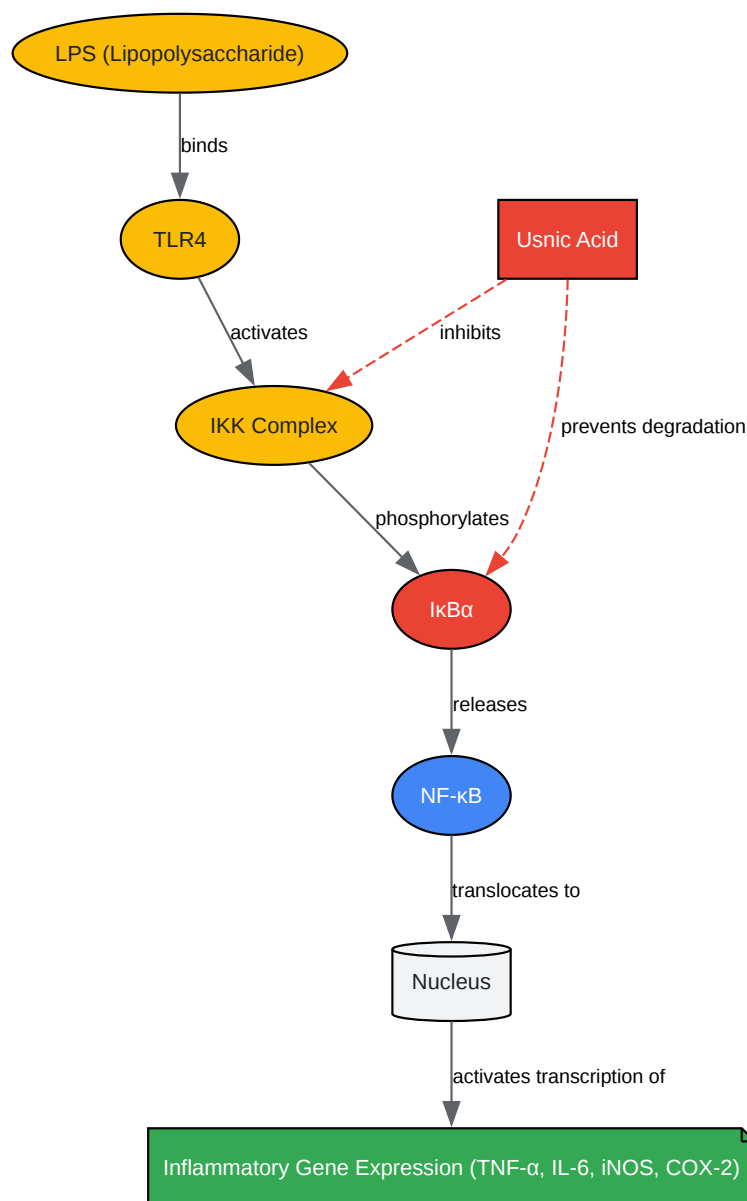 LPS (Lipopolysaccharide)
binds
TLR4
Usnic Acid
activates
inhibits
IKK Complex
prevents degradation
phosphorylates
IκBα
releases
NF-κB
translocates to
Nucleus
activates transcription of
Inflammatory Gene Expression (TNF-α, IL-6, iNOS, COX-2)